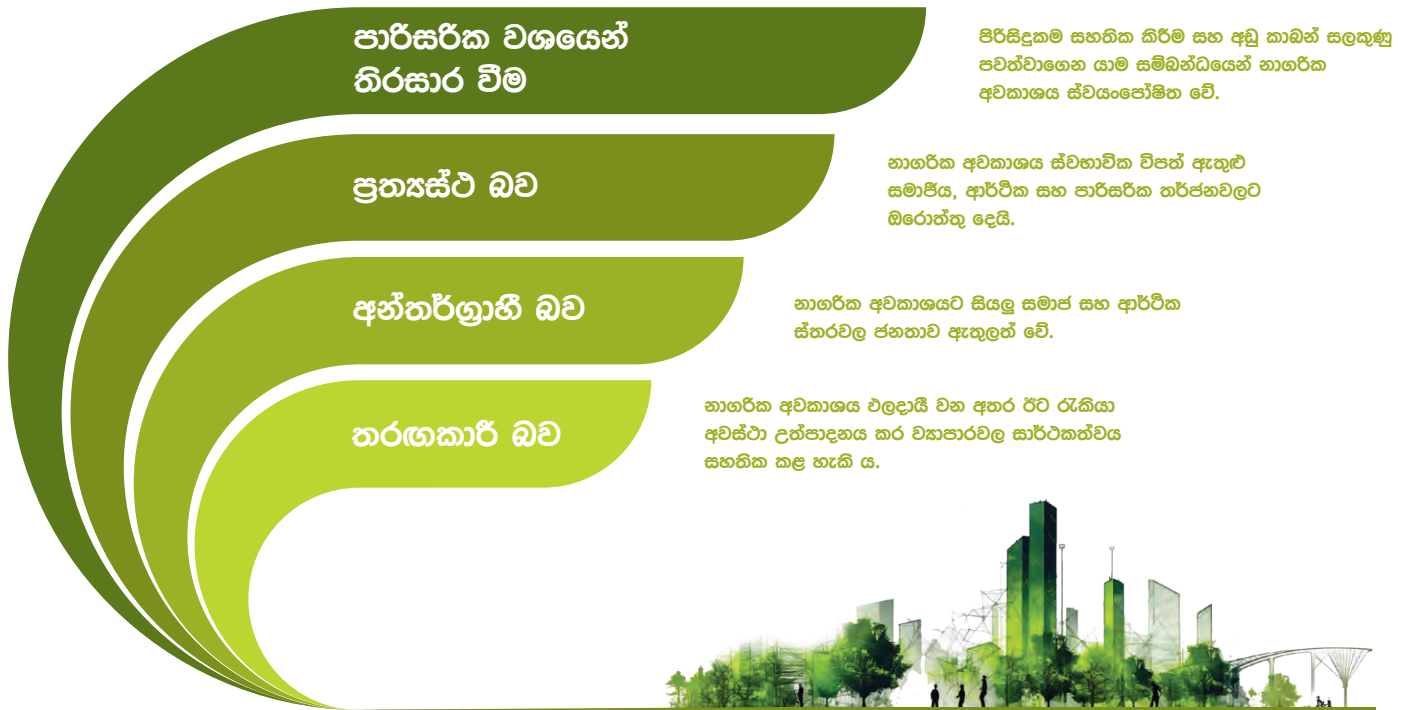 පාරිසරික වශයෙන්
තිරසාර වීම
පිරිසිදුකම සහතික කිරීම සහ අඩු කාබන් සලකුණු
පවත්වාගෙන යාම සම්බන්ධයෙන් නාගරික
අවකාශය ස්වයංපෝෂිත වේ.
ප්‍රත්‍යස්ථ බව
නාගරික අවකාශය ස්වභාවික විපත් ඇතුළු
සමාජීය, ආර්ථික සහ පාරිසරික තර්ජනවලට
ඔරොත්තු දෙයි.
අන්තර්ග්‍රාහී බව
නාගරික අවකාශයට සියලු සමාජ සහ ආර්ථික
ස්තරවල ජනතාව ඇතුලත් වේ.
තරඟකාරී බව
නාගරික අවකාශය ඵලදායී වන අතර ඊට රැකියා
අවස්ථා උත්පාදනය කර ව්‍යාපාරවල සාර්ථකත්වය
සහතික කළ හැකි ය.